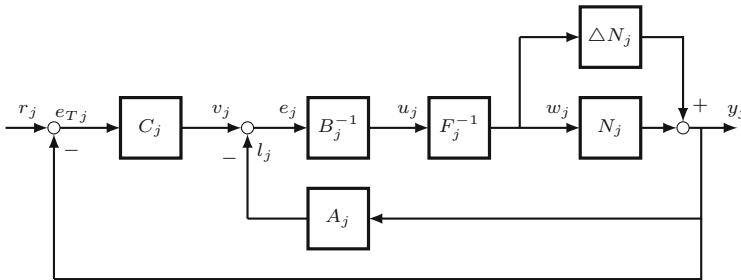 △N_j
r_j
e_{Tj}
C_j
v_j
e_j
B_j^{-1}
u_j
F_j^{-1}
w_j
N_j
+
y_j
−
−
l_j
A_j